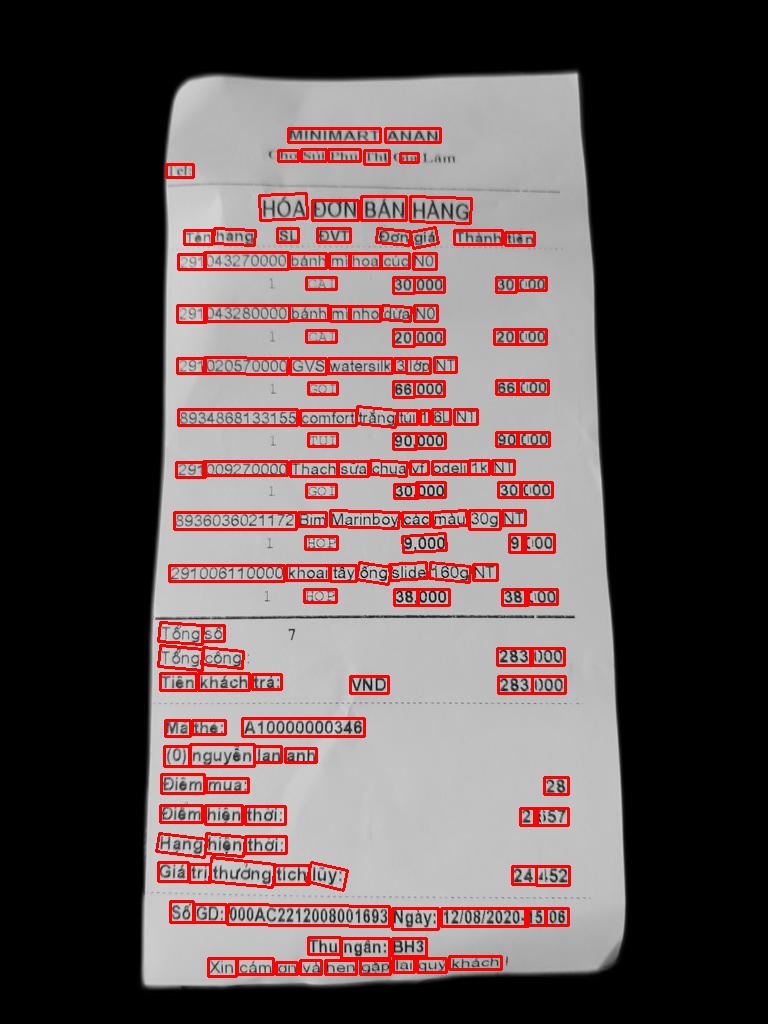 MINIMART ANAN
Chợ Sủi Phú Thị Gia Lâm
Tel:
HÓA ĐƠN BÁN HÀNG
Tên hàng SL ĐVT Đơn giá Thành tiền
291043270000 bánh mì hoa cúc N0
1 CÁI 30,000 30,000
291043280000 bánh mì nho dừa N0
1 CÁI 20,000 20,000
291020570000 GVS watersilk 3 lớp NT
1 GÓI 66,000 66,000
8934868133155 comfort trắng túi 1.6L NT
1 TÚI 90,000 90,000
291009270000 Thạch sữa chua vf. bdeli 1k NT
1 GÓI 30,000 30,000
8936036021172 Bim Marinboy các màu 30g NT
1 HỘP 9,000 9,000
291006110000 khoai tây ống slide 160g NT
1 HỘP 38,000 38,000
Tổng số 7
Tổng cộng: 283,000
Tiền khách trả: VND 283,000
Mã thẻ: A10000000346
(0) nguyễn lan anh
Điểm mua: 28
Điểm hiện thời: 2,657
Hạng hiện thời:
Giá trị thưởng tích lũy: 24,452
Số GD: 000AC2212008001693 Ngày: 12/08/2020-15:06
Thu ngân: BH3
Xin cám ơn và hẹn gặp lại quý khách !